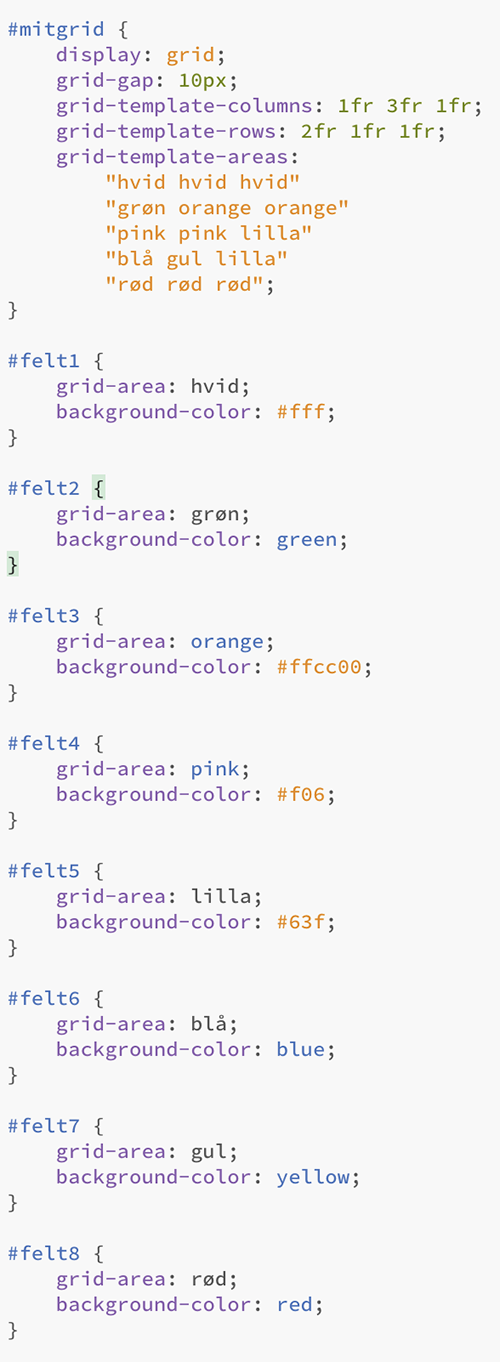 #mitgrid {
    display: grid;
    grid-gap: 10px;
    grid-template-columns: 1fr 3fr 1fr;
    grid-template-rows: 2fr 1fr 1fr;
    grid-template-areas:
        "hvid hvid hvid"
        "grøn orange orange"
        "pink pink lilla"
        "blå gul lilla"
        "rød rød rød";
}

#felt1 {
    grid-area: hvid;
    background-color: #fff;
}

#felt2 {
    grid-area: grøn;
    background-color: green;
}

#felt3 {
    grid-area: orange;
    background-color: #ffcc00;
}

#felt4 {
    grid-area: pink;
    background-color: #f06;
}

#felt5 {
    grid-area: lilla;
    background-color: #63f;
}

#felt6 {
    grid-area: blå;
    background-color: blue;
}

#felt7 {
    grid-area: gul;
    background-color: yellow;
}

#felt8 {
    grid-area: rød;
    background-color: red;
}